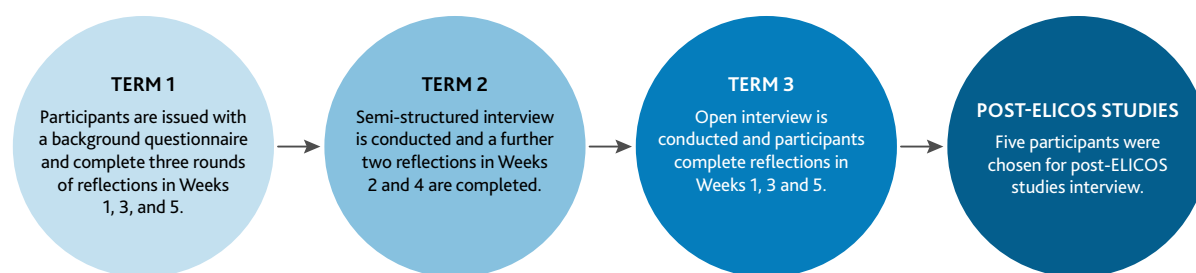 TERM 1
Participants are issued with
a background questionnaire
and complete three rounds
of reflections in Weeks
1, 3, and 5.
TERM 2
Semi-structured interview
is conducted and a further
two reflections in Weeks
2 and 4 are completed.
TERM 3
Open interview is
conducted and participants
complete reflections in
Weeks 1, 3 and 5.
POST-ELICOS STUDIES
Five participants were
chosen for post-ELICOS
studies interview.